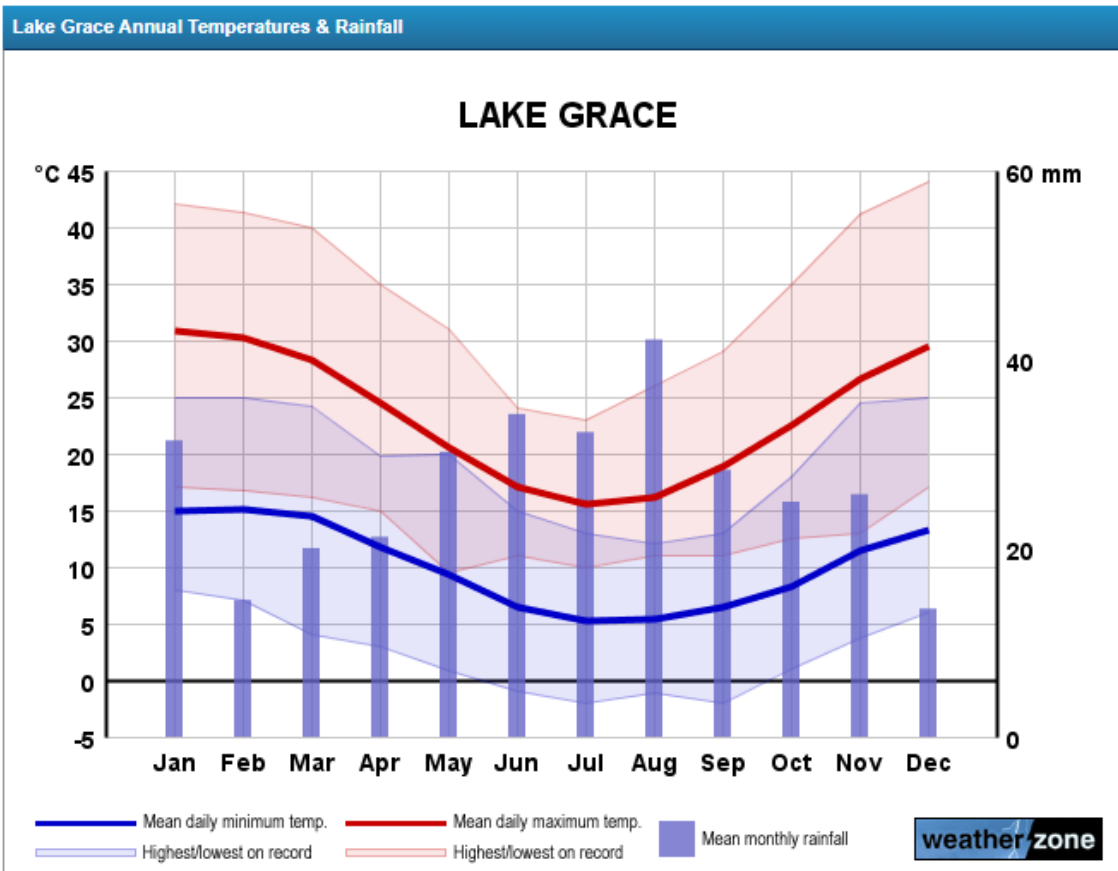 Lake Grace Annual Temperatures & Rainfall
LAKE GRACE
°C 45
60 mm
40
35
30
40
25
20
20
15
10
5
0
-5
0
Jan Feb Mar Apr May Jun Jul Aug Sep Oct Nov Dec
Mean daily minimum temp.
Mean daily maximum temp.
Mean monthly rainfall
Highest/lowest on record
Highest/lowest on record
weatherzone